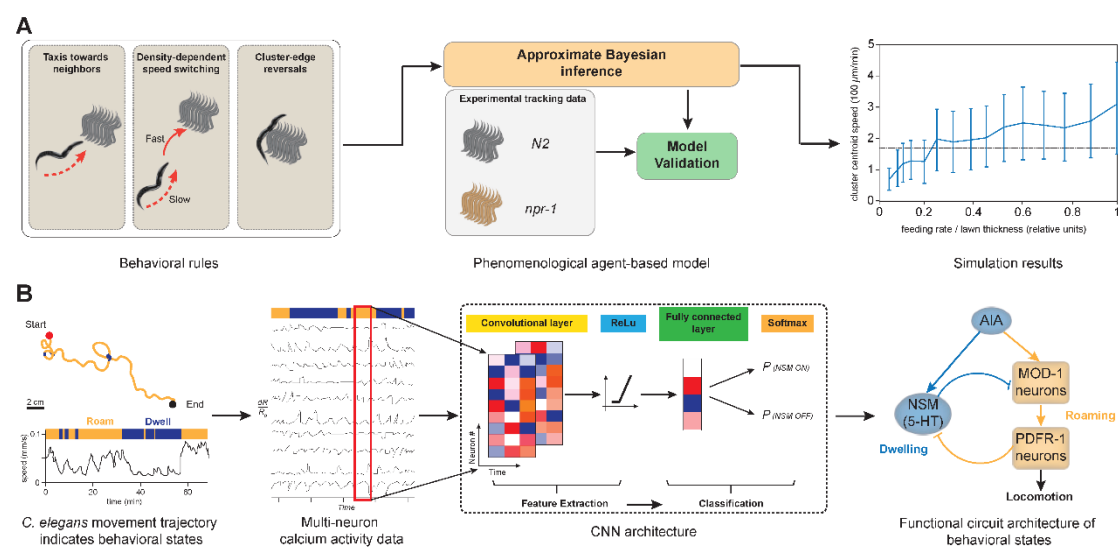 A
Taxis towards
neighbors
Density-dependent
speed switching
Cluster-edge
reversals
Fast
Slow
Behavioral rules
Approximate Bayesian
inference
Experimental tracking data
N2
npr-1
Model
Validation
Phenomenological agent-based model
cluster centroid speed (100 µm/min)
5
4
3
2
1
0
0 0.2 0.4 0.6 0.8 1
feeding rate / lawn thickness (relative units)
Simulation results
B
Start
End
2 cm
Roam
Dwell
speed (mm/s)
0.1
0
0 20 40 60
time (min)
C. elegans movement trajectory
indicates behavioral states
Time
Multi-neuron
calcium activity data
Convolutional layer
ReLu
Fully connected
layer
Softmax
Neuron #
Time
P (NSM ON)
P (NSM OFF)
Feature Extraction
Classification
CNN architecture
AIA
NSM
(5-HT)
MOD-1
neurons
Roaming
Dwelling
PDFR-1
neurons
Locomotion
Functional circuit architecture of
behavioral states